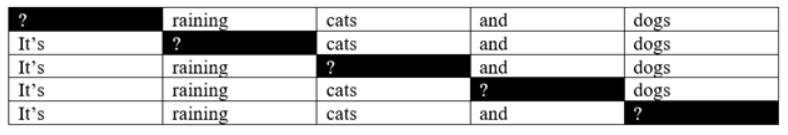 ? raining cats and dogs
It's ? cats and dogs
It's raining ? and dogs
It's raining cats ? dogs
It's raining cats and ?